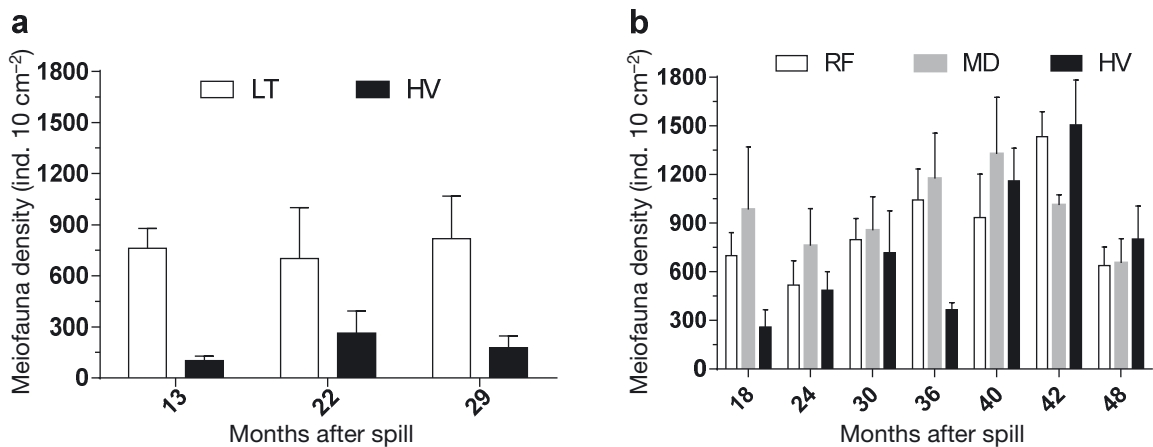 a
LT HV
Meiofauna density (ind. 10 cm⁻²)
1800
1500
1200
900
600
300
0
13 22 29
Months after spill
b
RF MD HV
Meiofauna density (ind. 10 cm⁻²)
1800
1500
1200
900
600
300
0
18 24 30 36 40 42 48
Months after spill